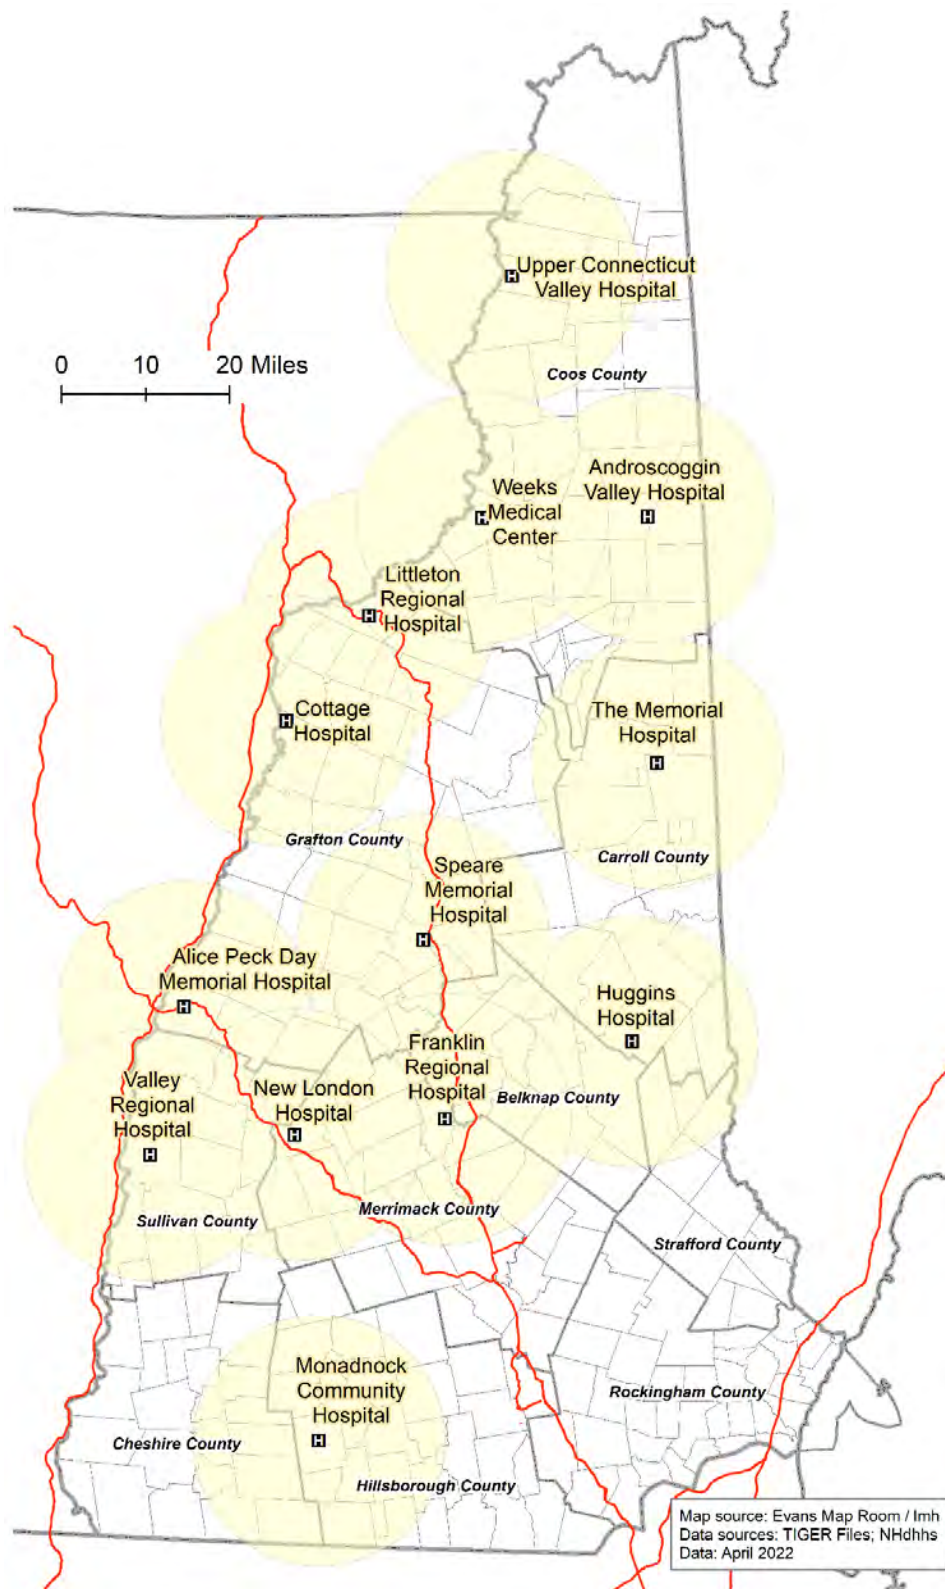 Upper Connecticut
Valley Hospital
0 10 20 Miles
Coos County
Androscoggin
Valley Hospital
Weeks
Medical
Center
Littleton
Regional
Hospital
Cottage
Hospital
The Memorial
Hospital
Grafton County
Carroll County
Speare
Memorial
Hospital
Alice Peck Day
Memorial Hospital
Huggins
Hospital
Franklin
Regional
Hospital
Valley
Regional
Hospital
New London
Hospital
Belknap County
Merrimack County
Sullivan County
Strafford County
Monadnock
Community
Hospital
Rockingham County
Cheshire County
Hillsborough County
Map source: Evans Map Room / lmh
Data sources: TIGER Files; NHdhhs
Data: April 2022
H
H
H
H
H
H
H
H
H
H
H
H
H